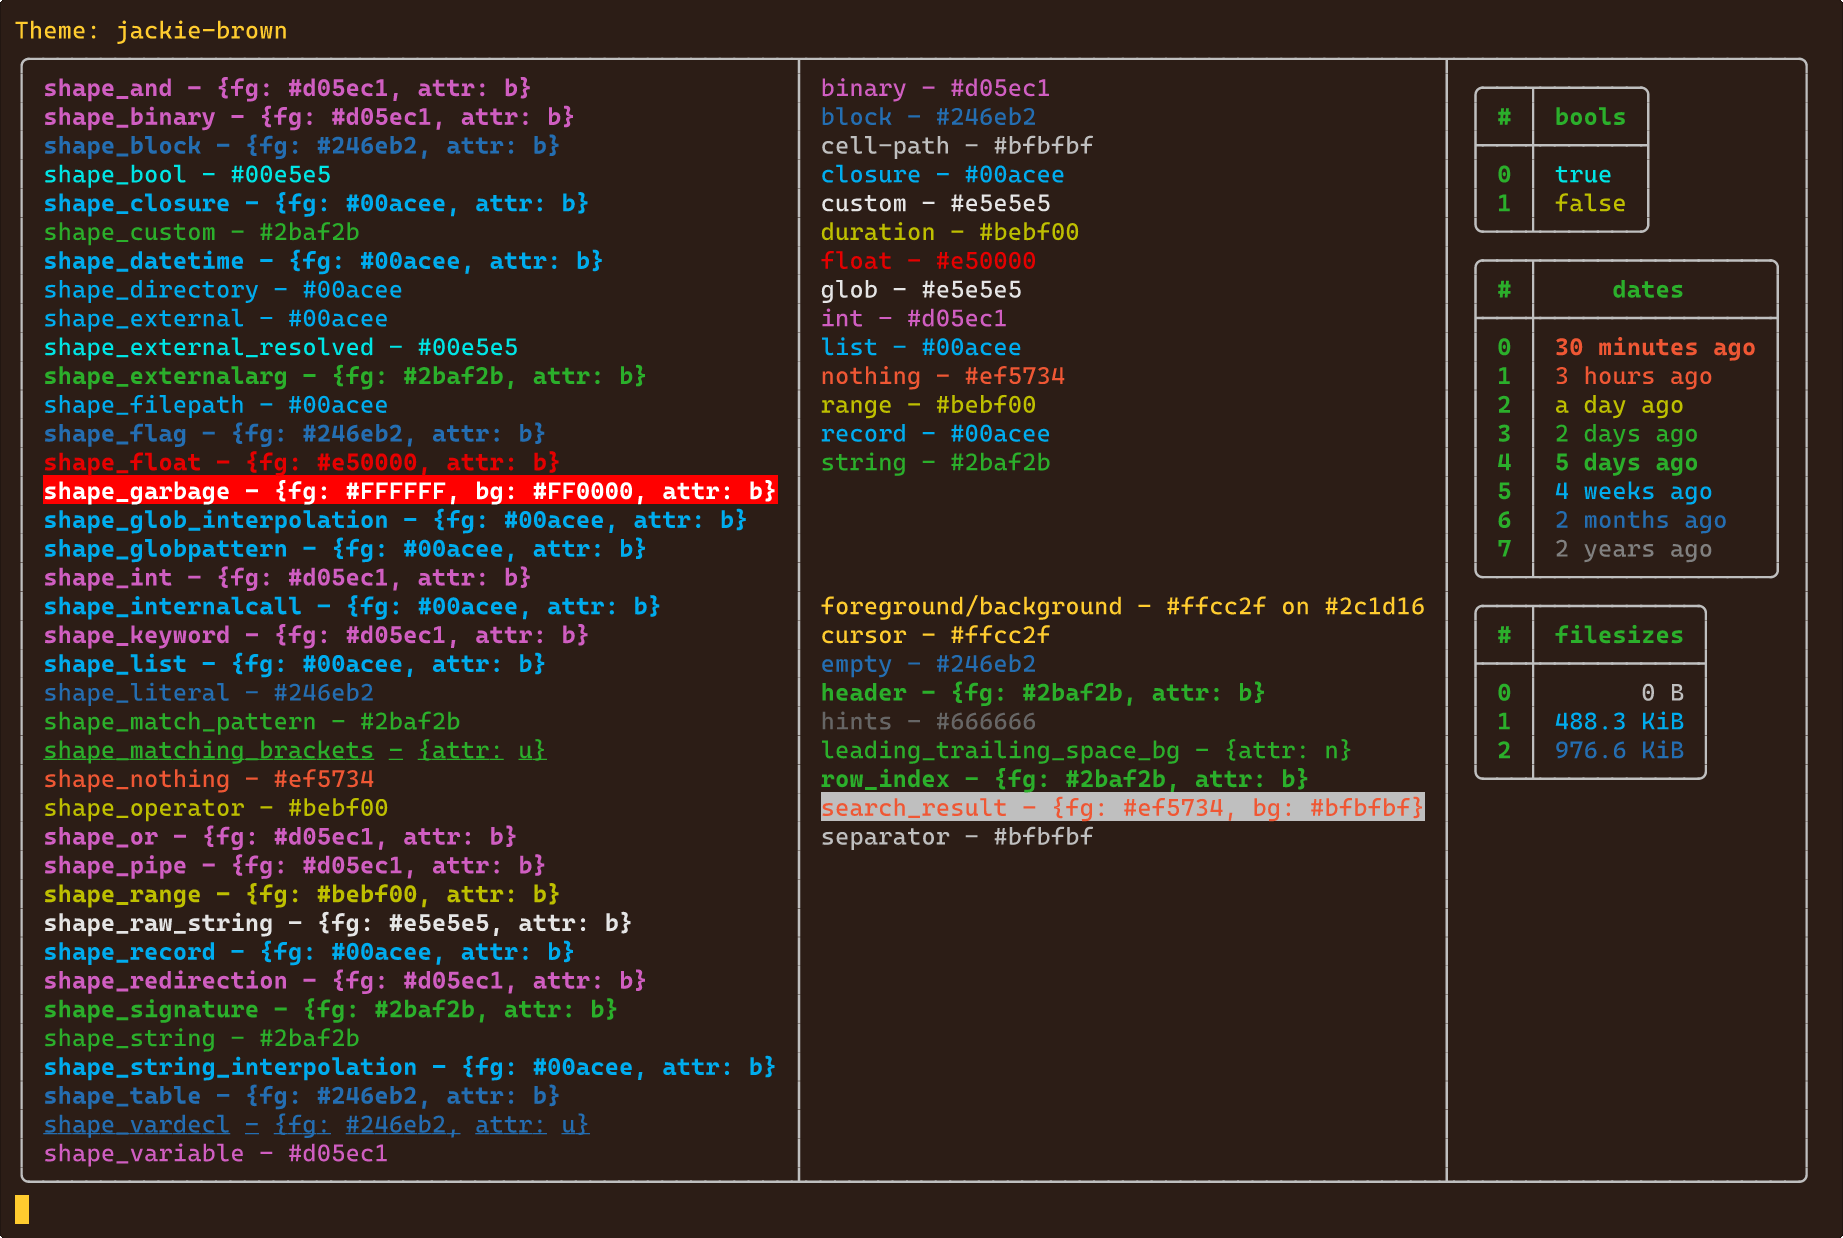 Theme: jackie-brown
shape_and - {fg: #d05ec1, attr: b}
shape_binary - {fg: #d05ec1, attr: b}
shape_block - {fg: #246eb2, attr: b}
shape_bool - #00e5e5
shape_closure - {fg: #00acee, attr: b}
shape_custom - #2baf2b
shape_datetime - {fg: #00acee, attr: b}
shape_directory - #00acee
shape_external - #00acee
shape_external_resolved - #00e5e5
shape_externalarg - {fg: #2baf2b, attr: b}
shape_filepath - #00acee
shape_flag - {fg: #246eb2, attr: b}
shape_float - {fg: #e50000, attr: b}
shape_garbage - {fg: #FFFFFF, bg: #FF0000, attr: b}
shape_glob_interpolation - {fg: #00acee, attr: b}
shape_globpattern - {fg: #00acee, attr: b}
shape_int - {fg: #d05ec1, attr: b}
shape_internalcall - {fg: #00acee, attr: b}
shape_keyword - {fg: #d05ec1, attr: b}
shape_list - {fg: #00acee, attr: b}
shape_literal - #246eb2
shape_match_pattern - #2baf2b
shape_matching_brackets - {attr: u}
shape_nothing - #ef5734
shape_operator - #bebf00
shape_or - {fg: #d05ec1, attr: b}
shape_pipe - {fg: #d05ec1, attr: b}
shape_range - {fg: #bebf00, attr: b}
shape_raw_string - {fg: #e5e5e5, attr: b}
shape_record - {fg: #00acee, attr: b}
shape_redirection - {fg: #d05ec1, attr: b}
shape_signature - {fg: #2baf2b, attr: b}
shape_string - #2baf2b
shape_string_interpolation - {fg: #00acee, attr: b}
shape_table - {fg: #246eb2, attr: b}
shape_vardecl - {fg: #246eb2, attr: u}
shape_variable - #d05ec1
binary - #d05ec1
block - #246eb2
cell-path - #bfbfbf
closure - #00acee
custom - #e5e5e5
duration - #bebf00
float - #e50000
glob - #e5e5e5
int - #d05ec1
list - #00acee
nothing - #ef5734
range - #bebf00
record - #00acee
string - #2baf2b
foreground/background - #ffcc2f on #2c1d16
cursor - #ffcc2f
empty - #246eb2
header - {fg: #2baf2b, attr: b}
hints - #666666
leading_trailing_space_bg - {attr: n}
row_index - {fg: #2baf2b, attr: b}
search_result - {fg: #ef5734, bg: #bfbfbf}
separator - #bfbfbf
# bools
0 true
1 false
# dates
0 30 minutes ago
1 3 hours ago
2 a day ago
3 2 days ago
4 5 days ago
5 4 weeks ago
6 2 months ago
7 2 years ago
# filesizes
0 0 B
1 488.3 KiB
2 976.6 KiB